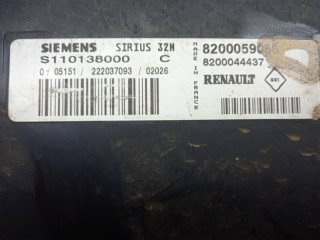 SIEMENS SIRIUS 32N
S110138000 C
05151/ 222037093 /02026
MADE IN FRANCE
8200044437
RENAULT